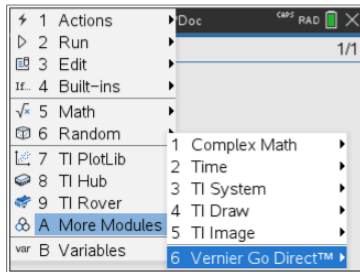 1 Actions
Doc
CAPS RAD
2 Run
1/1
3 Edit
If... 4 Built-ins
5 Math
6 Random
7 TI PlotLib
8 TI Hub
9 TI Rover
A More Modules
var B Variables
1 Complex Math
2 Time
3 TI System
4 TI Draw
5 TI Image
6 Vernier Go Direct™